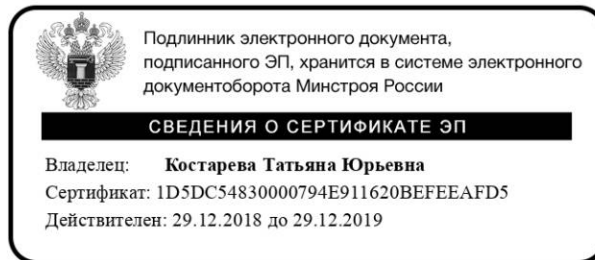 Подлинник электронного документа,
подписанного ЭП, хранится в системе электронного
документоборота Минстроя России
СВЕДЕНИЯ О СЕРТИФИКАТЕ ЭП
Владелец: Костарева Татьяна Юрьевна
Сертификат: 1D5DC54830000794E911620BEFEEAFD5
Действителен: 29.12.2018 до 29.12.2019